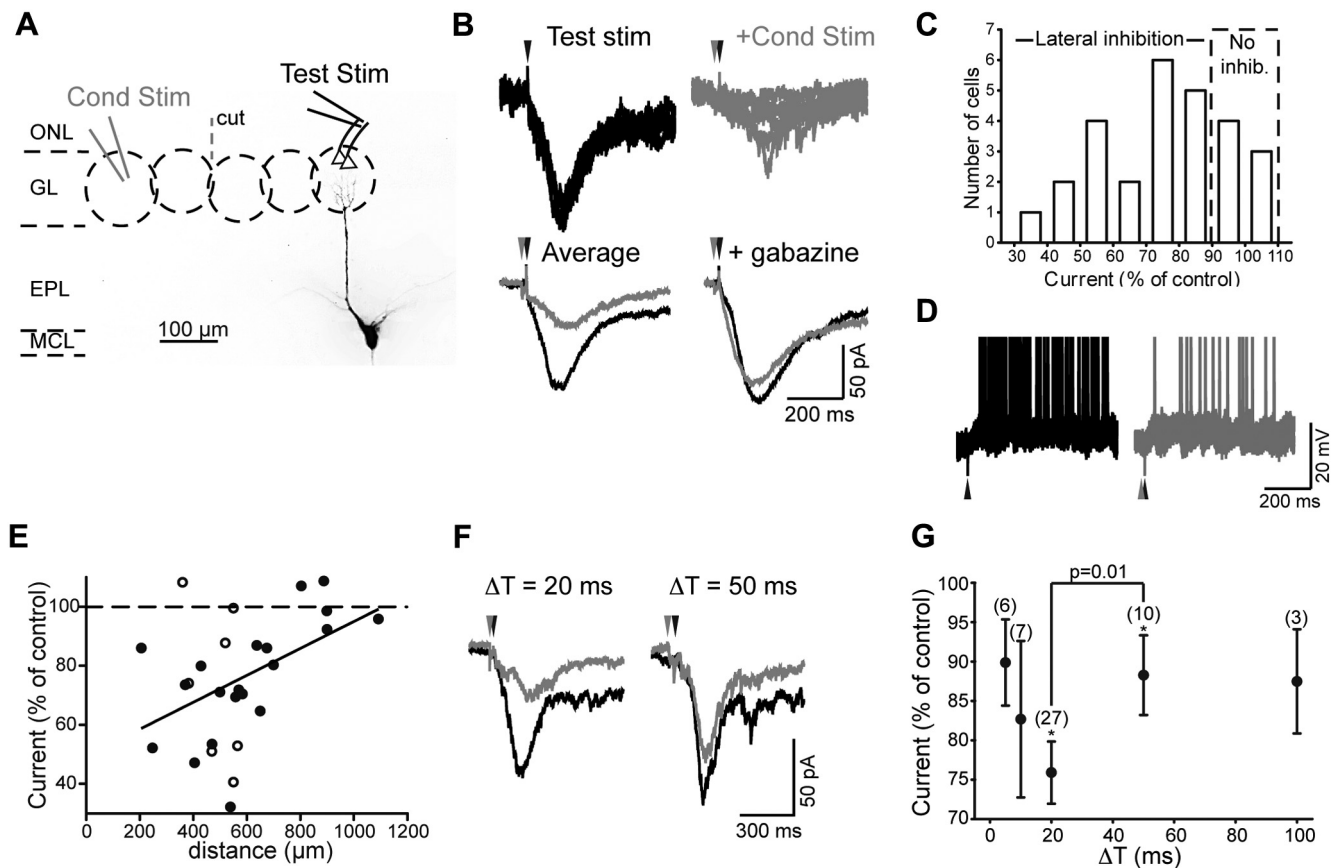 A
Cond Stim
cut
Test Stim
ONL
GL
EPL
MCL
100 µm
B
Test stim
+Cond Stim
Average
+ gabazine
50 pA
200 ms
C
Number of cells
7
6
5
4
3
2
1
0
Lateral inhibition
No
inhib.
30 40 50 60 70 80 90 100 110
Current (% of control)
D
20 mV
200 ms
E
Current (% of control)
100
80
60
40
0 200 400 600 800 1000 1200
distance (µm)
F
ΔT = 20 ms
ΔT = 50 ms
50 pA
300 ms
G
Current (% of control)
100
95
90
85
80
75
70
p=0.01
(6)
(7)
(27)
*
(10)
*
(3)
0 20 40 60 80 100
ΔT (ms)